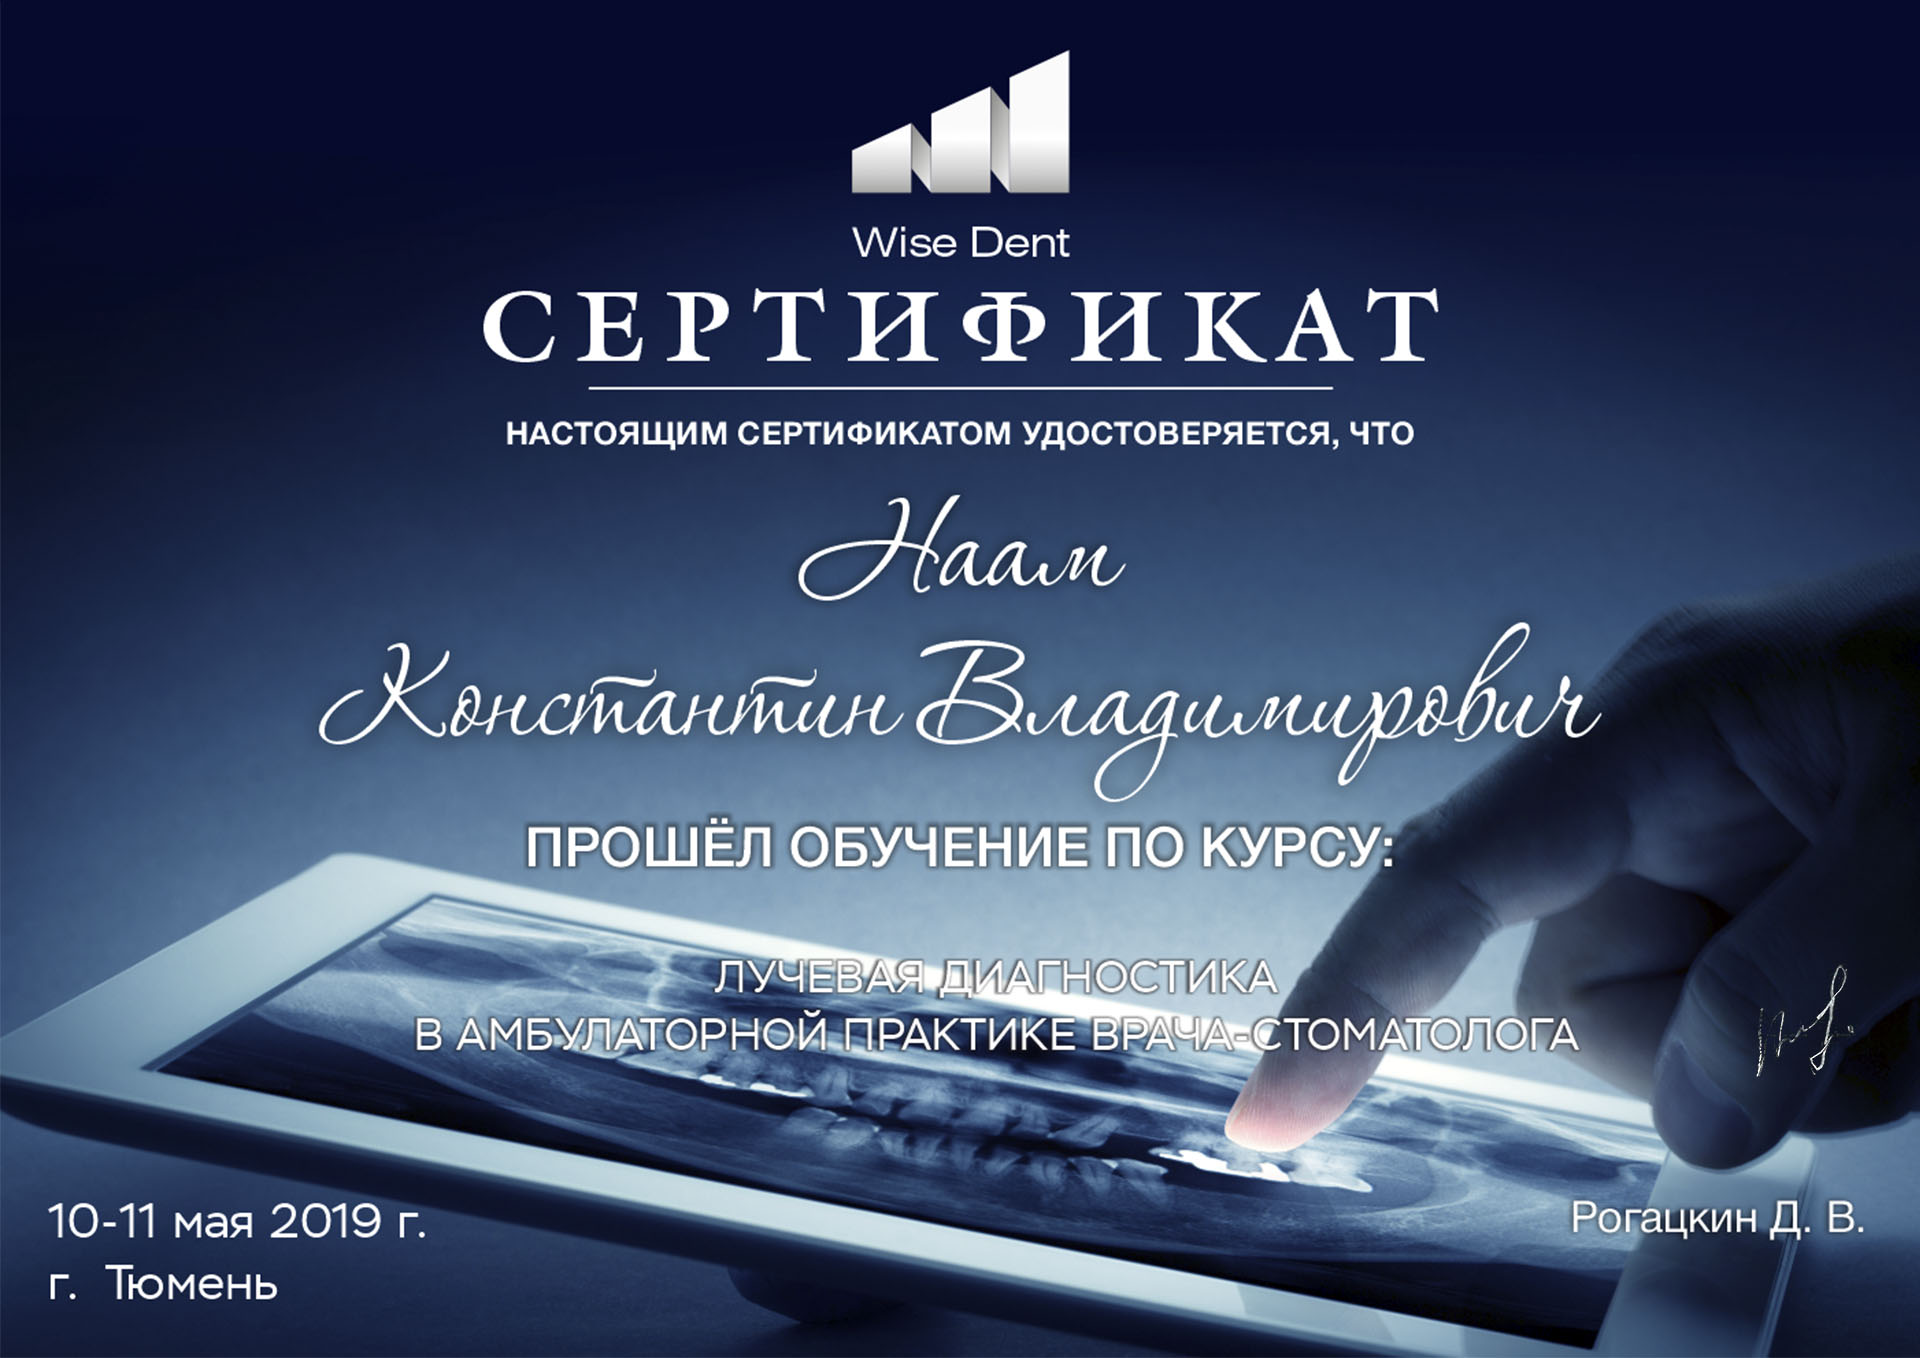 Wise Dent
СЕРТИФИКАТ
НАСТОЯЩИМ СЕРТИФИКАТОМ УДОСТОВЕРЯЕТСЯ, ЧТО
Наам
Константин Владимирович
ПРОШЁЛ ОБУЧЕНИЕ ПО КУРСУ:
ЛУЧЕВАЯ ДИАГНОСТИКА
В АМБУЛАТОРНОЙ ПРАКТИКЕ ВРАЧА-СТОМАТОЛОГА
10-11 мая 2019 г.
г. Тюмень
Рогацкин Д. В.